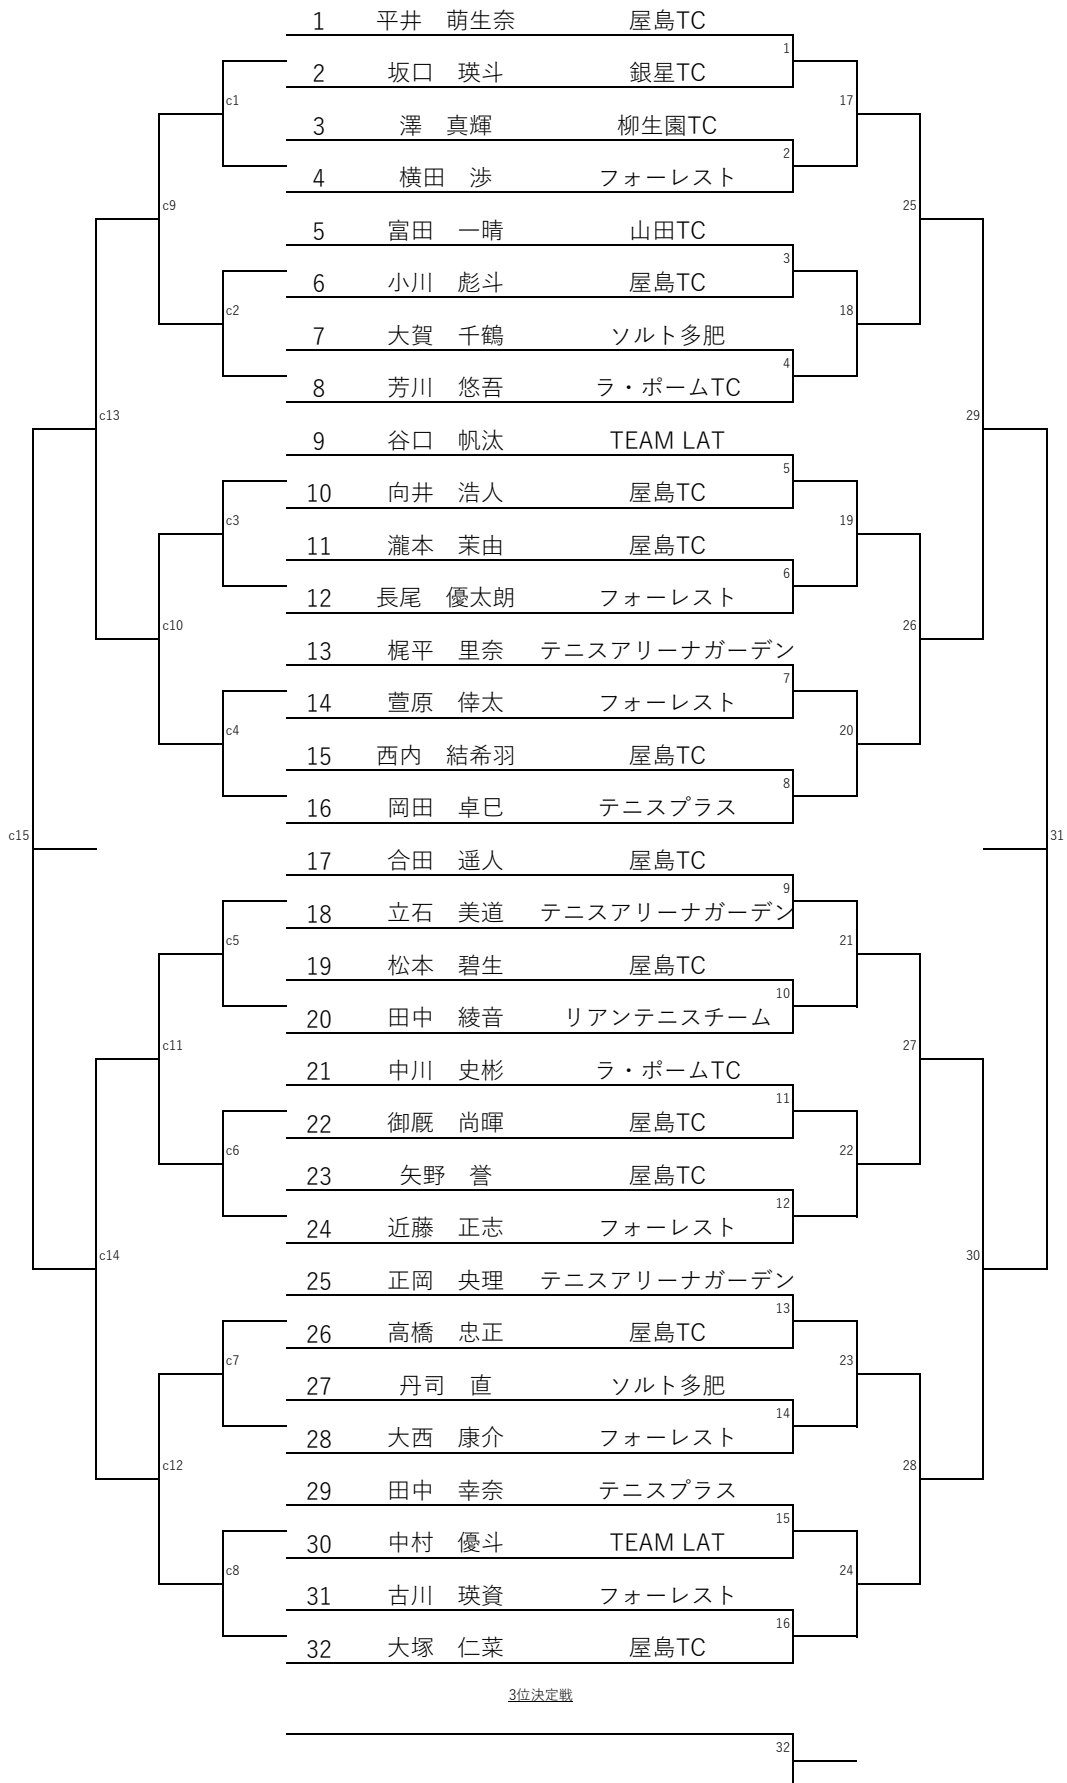 1 平井　萌生奈 屋島TC
1
2 坂口　瑛斗 銀星TC
c1 17
3 澤　真輝 柳生園TC
2
4 横田　渉 フォーレスト
c9 25
5 富田　一晴 山田TC
3
6 小川　彪斗 屋島TC
c2 18
7 大賀　千鶴 ソルト多肥
4
8 芳川　悠吾 ラ・ポームTC
c13 29
9 谷口　帆汰 TEAM LAT
5
10 向井　浩人 屋島TC
c3 19
11 瀧本　茉由 屋島TC
6
12 長尾　優太朗 フォーレスト
c10 26
13 梶平　里奈 テニスアリーナガーデン
7
14 萱原　倖太 フォーレスト
c4 20
15 西内　結希羽 屋島TC
8
16 岡田　卓巳 テニスプラス
c15 31
17 合田　遥人 屋島TC
9
18 立石　美道 テニスアリーナガーデン
c5 21
19 松本　碧生 屋島TC
10
20 田中　綾音 リアンテニスチーム
c11 27
21 中川　史彬 ラ・ポームTC
11
22 御厩　尚暉 屋島TC
c6 22
23 矢野　誉 屋島TC
12
24 近藤　正志 フォーレスト
c14 30
25 正岡　央理 テニスアリーナガーデン
13
26 高橋　忠正 屋島TC
c7 23
27 丹司　直 ソルト多肥
14
28 大西　康介 フォーレスト
c12 28
29 田中　幸奈 テニスプラス
15
30 中村　優斗 TEAM LAT
c8 24
31 古川　瑛資 フォーレスト
16
32 大塚　仁菜 屋島TC
3位決定戦
32